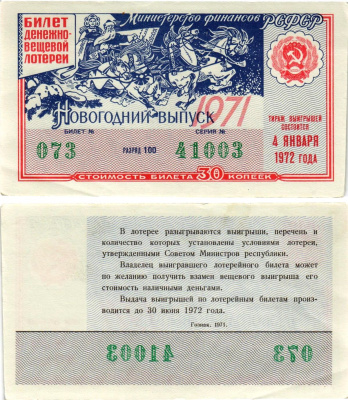 БИЛЕТ
ДЕНЕЖНО-
ВЕЩЕВОЙ
ЛОТЕРЕИ
Министерство финансов РСФСР
Новогодний выпуск
1971
БИЛЕТ № СЕРИЯ №
073 РАЗРЯД 100 41003
ТИРАЖ ВЫИГРЫШЕЙ
СОСТОИТСЯ
4 ЯНВАРЯ
1972 ГОДА
СТОИМОСТЬ БИЛЕТА 30 КОПЕЕК
В лотерее разыгрываются выигрыши, перечень и
количество которых установлены условиями лотереи,
утвержденными Советом Министров республики.
Владелец выигравшего лотерейного билета может
по желанию получить взамен вещевого выигрыша его
стоимость наличными деньгами.
Выдача выигрышей по лотерейным билетам произво-
дится до 30 июня 1972 года.
Гознак. 1971.
41003 073